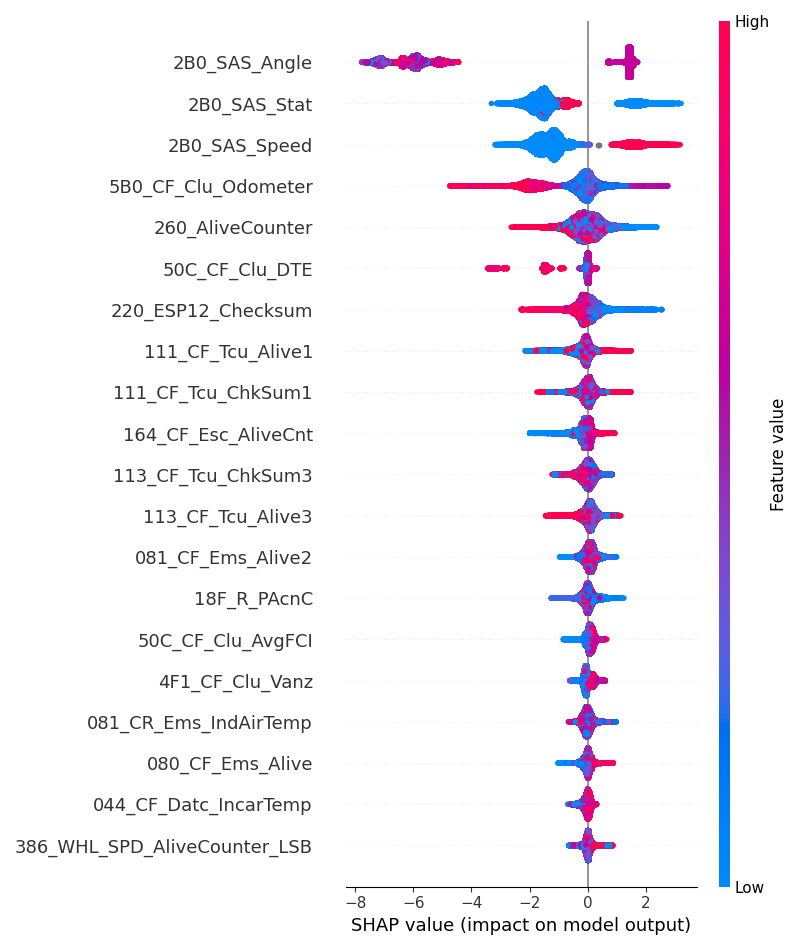 High
2B0_SAS_Angle
2B0_SAS_Stat
2B0_SAS_Speed
5B0_CF_Clu_Odometer
260_AliveCounter
50C_CF_Clu_DTE
220_ESP12_Checksum
111_CF_Tcu_Alive1
111_CF_Tcu_ChkSum1
164_CF_Esc_AliveCnt
113_CF_Tcu_ChkSum3
113_CF_Tcu_Alive3
081_CF_Ems_Alive2
18F_R_PAcnC
50C_CF_Clu_AvgFCI
4F1_CF_Clu_Vanz
081_CR_Ems_IndAirTemp
080_CF_Ems_Alive
044_CF_Datc_IncarTemp
386_WHL_SPD_AliveCounter_LSB
Feature value
Low
−8 −6 −4 −2 0 2
SHAP value (impact on model output)